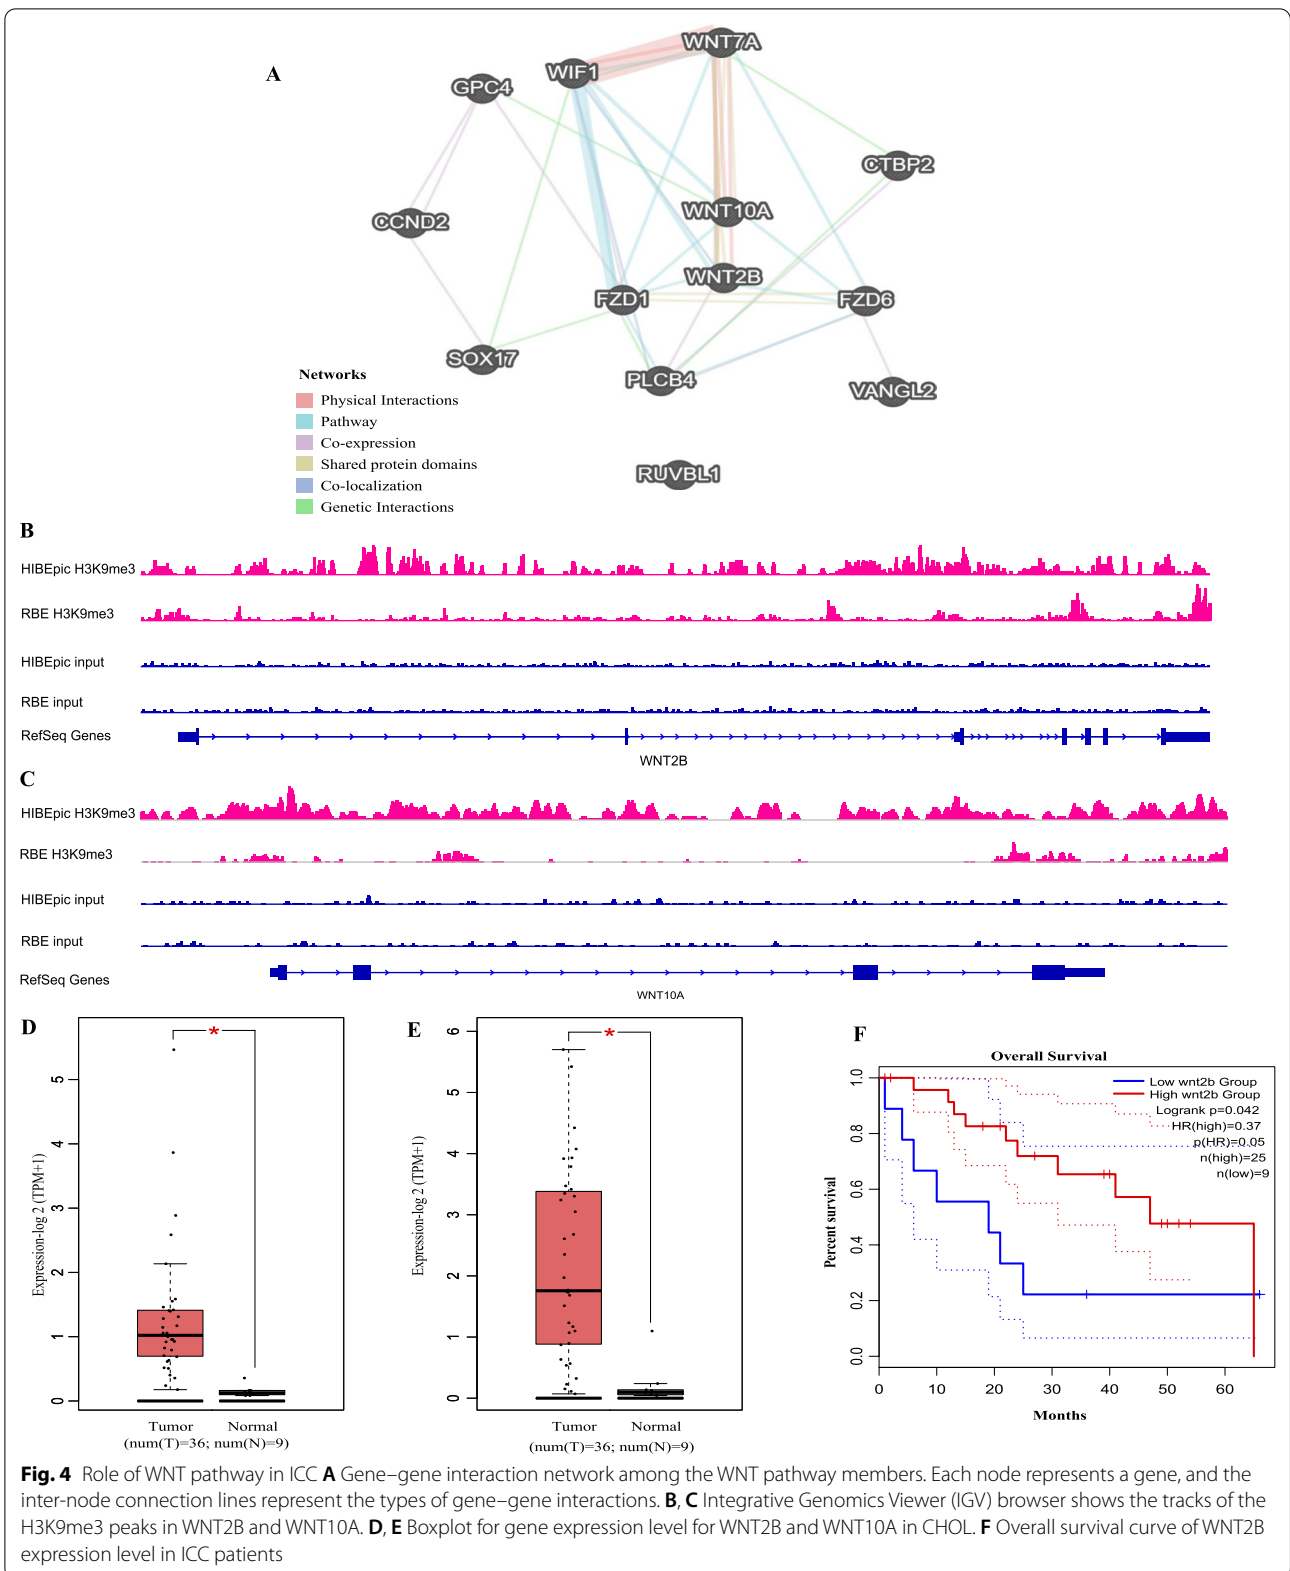 A
WNT7A
WIF1
GPC4
CTBP2
WNT10A
CCND2
WNT2B
FZD1
FZD6
SOX17
PLCB4
VANGL2
RUVBL1
Networks
Physical Interactions
Pathway
Co-expression
Shared protein domains
Co-localization
Genetic Interactions
B
HIBEpic H3K9me3
RBE H3K9me3
HIBEpic input
RBE input
RefSeq Genes
WNT2B
C
HIBEpic H3K9me3
RBE H3K9me3
HIBEpic input
RBE input
RefSeq Genes
WNT10A
D
*
Expression-log 2 (TPM+1)
5
4
3
2
1
0
Tumor Normal
(num(T)=36; num(N)=9)
E
*
Expression-log 2 (TPM+1)
6
5
4
3
2
1
0
Tumor Normal
(num(T)=36; num(N)=9)
F
Overall Survival
Low wnt2b Group
High wnt2b Group
Logrank p=0.042
HR(high)=0.37
p(HR)=0.05
n(high)=25
n(low)=9
Percent survival
1.0
0.8
0.6
0.4
0.2
0.0
0 10 20 30 40 50 60
Months
Fig. 4 Role of WNT pathway in ICC A Gene–gene interaction network among the WNT pathway members. Each node represents a gene, and the
inter-node connection lines represent the types of gene–gene interactions. B, C Integrative Genomics Viewer (IGV) browser shows the tracks of the
H3K9me3 peaks in WNT2B and WNT10A. D, E Boxplot for gene expression level for WNT2B and WNT10A in CHOL. F Overall survival curve of WNT2B
expression level in ICC patients